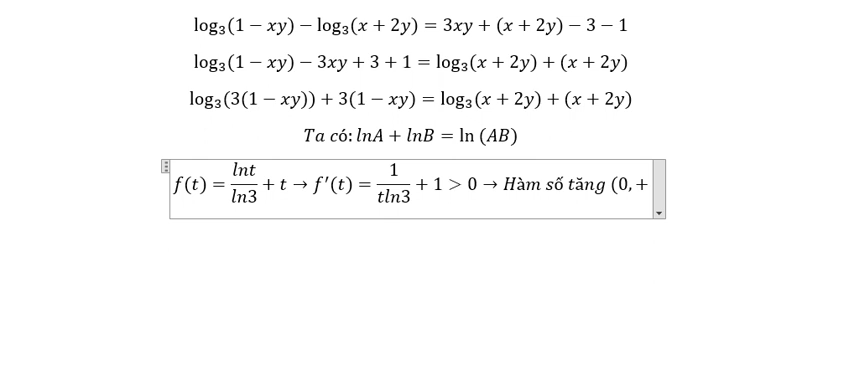 log₃(1 − xy) − log₃(x + 2y) = 3xy + (x + 2y) − 3 − 1
log₃(1 − xy) − 3xy + 3 + 1 = log₃(x + 2y) + (x + 2y)
log₃(3(1 − xy)) + 3(1 − xy) = log₃(x + 2y) + (x + 2y)
Ta có: lnA + lnB = ln (AB)
f(t) = lnt/ln3 + t → f′(t) = 1/tln3 + 1 > 0 → Hàm số tăng (0, +